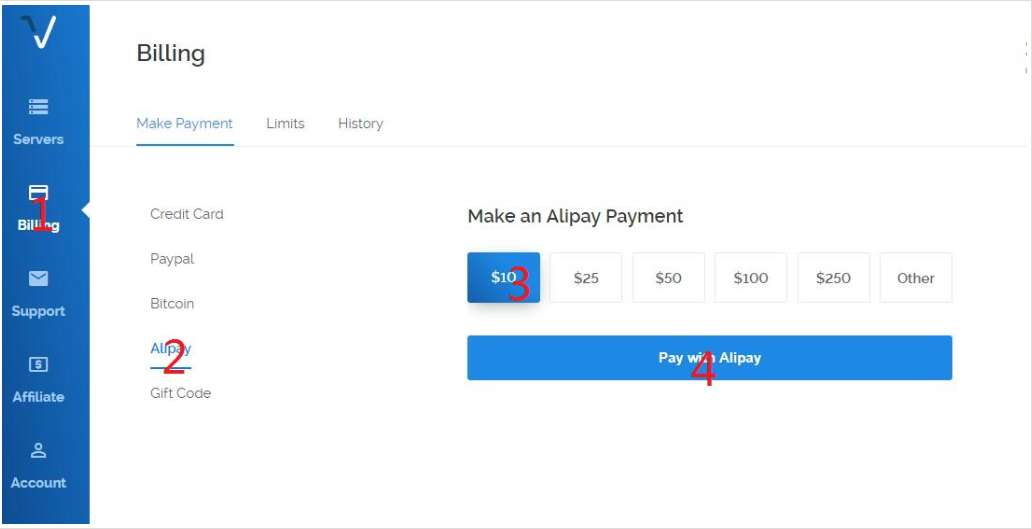 Billing
Make Payment Limits History
Servers
Billing
1
Support
Affiliate
Account
Credit Card
Paypal
Bitcoin
Alipay
2
Gift Code
Make an Alipay Payment
$10 $25 $50 $100 $250 Other
3
Pay with Alipay
4